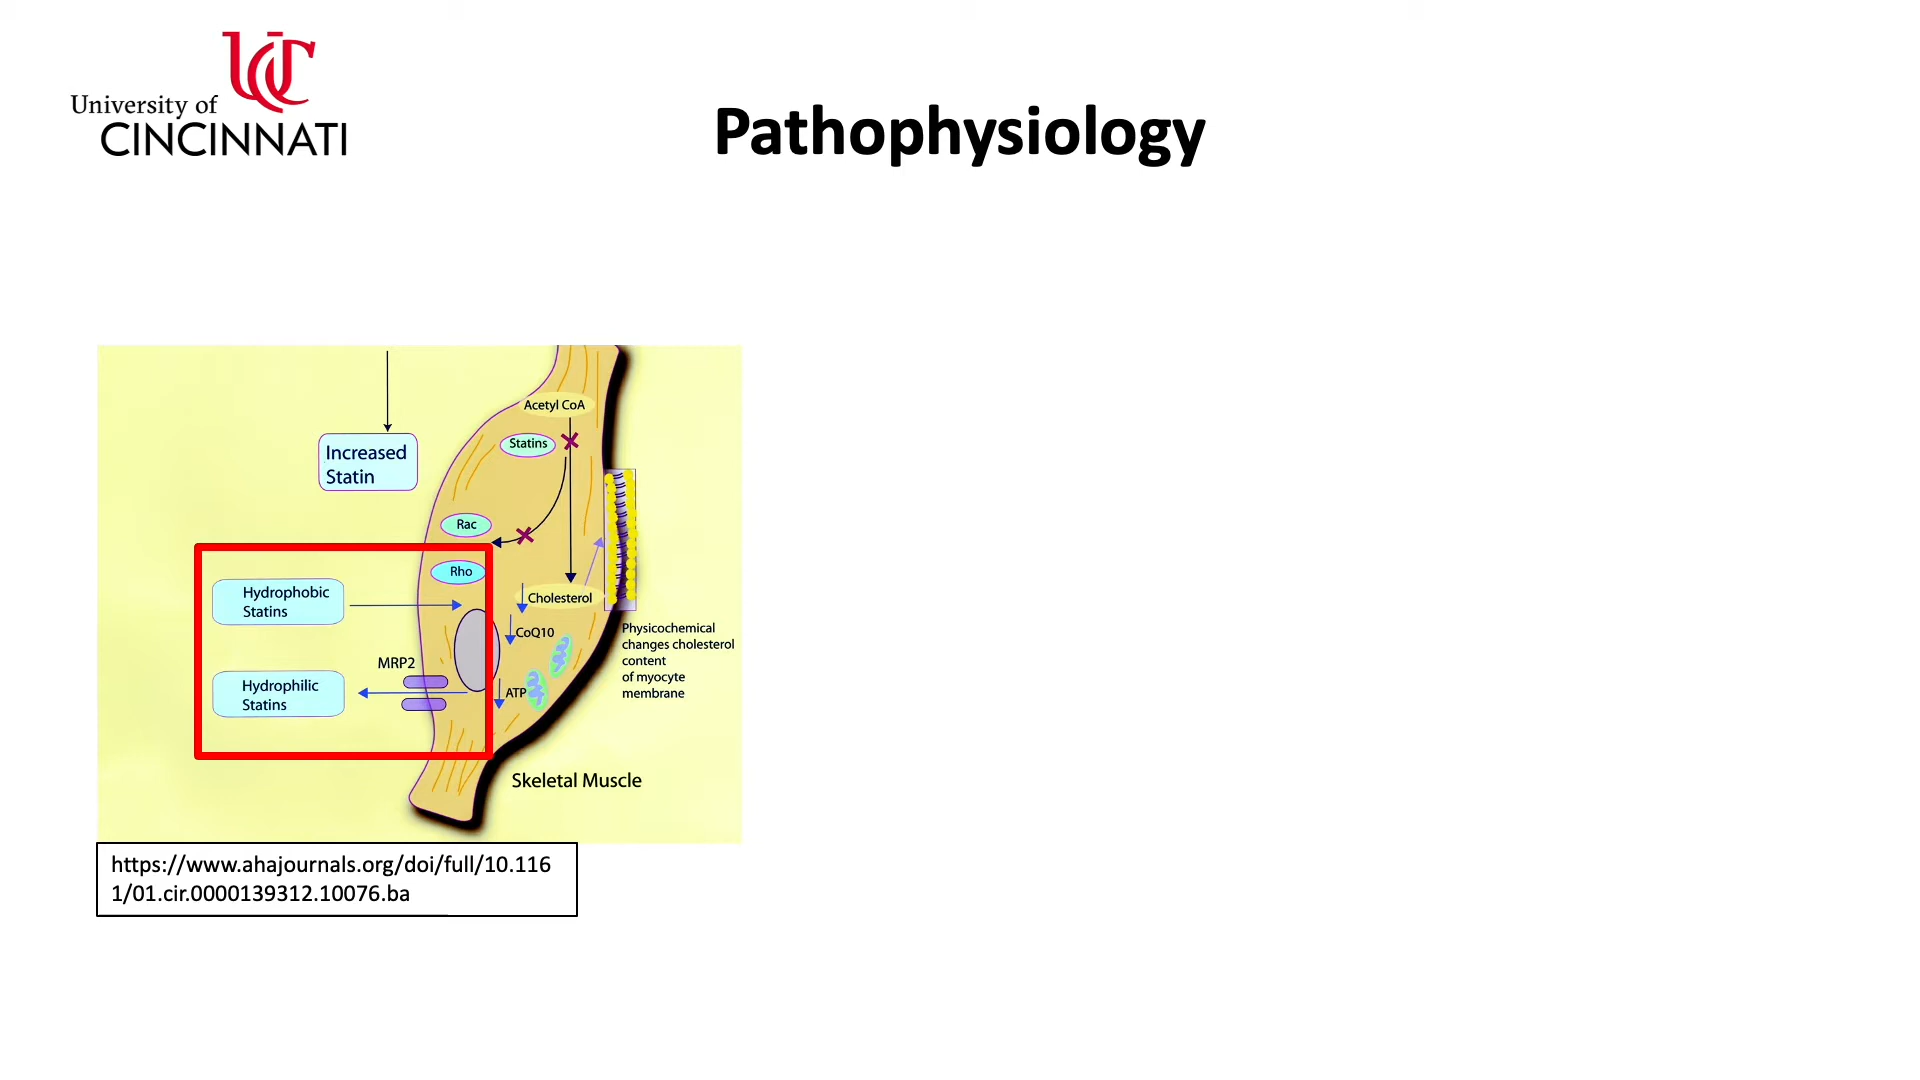 University of
CINCINNATI
Pathophysiology
Acetyl CoA
Statins
Increased
Statin
Rac
Rho
Hydrophobic
Statins
Cholesterol
CoQ10
MRP2
Hydrophilic
Statins
ATP
Physicochemical
changes cholesterol
content
of myocyte
membrane
Skeletal Muscle
https://www.ahajournals.org/doi/full/10.116
1/01.cir.0000139312.10076.ba